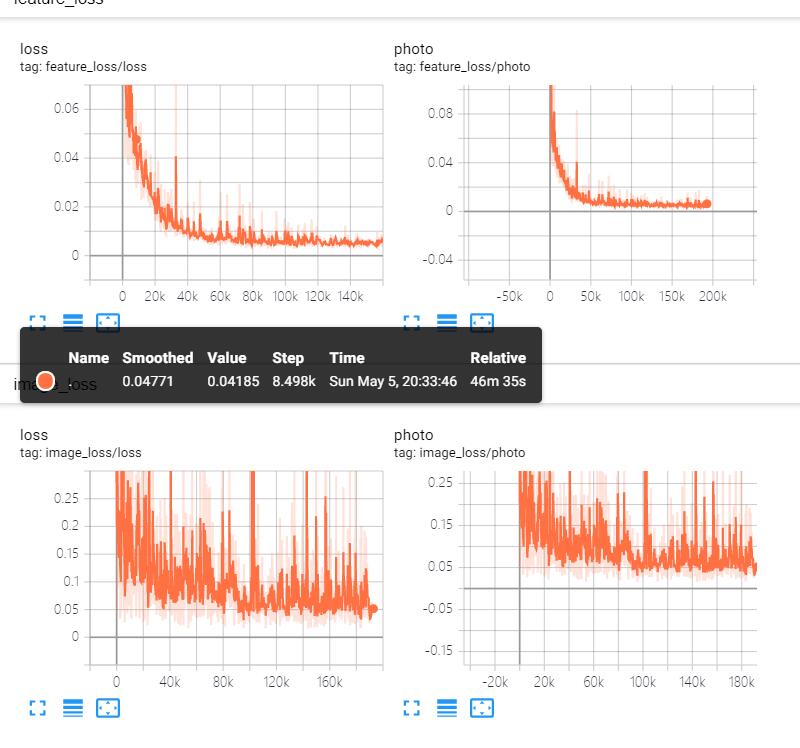 feature_loss
loss
tag: feature_loss/loss
0.06
0.04
0.02
0
0 20k 40k 60k 80k 100k 120k 140k
photo
tag: feature_loss/photo
0.08
0.04
0
-0.04
-50k 0 50k 100k 150k 200k
Name Smoothed Value Step Time Relative
. 0.04771 0.04185 8.498k Sun May 5, 20:33:46 46m 35s
image_loss
loss
tag: image_loss/loss
0.25
0.2
0.15
0.1
0.05
0
0 40k 80k 120k 160k
photo
tag: image_loss/photo
0.25
0.15
0.05
-0.05
-0.15
-20k 20k 60k 100k 140k 180k